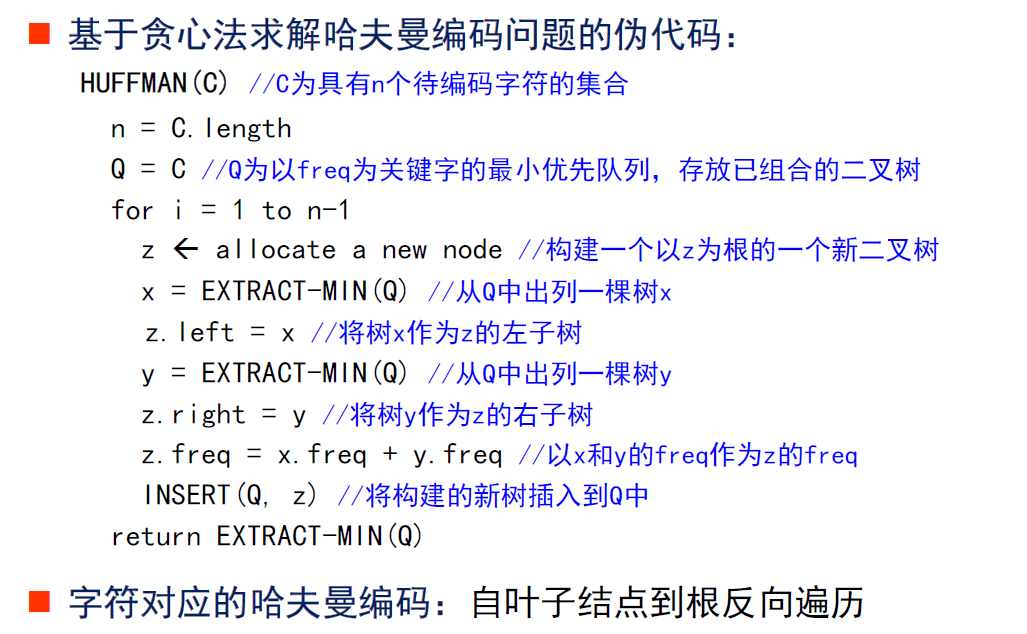 基于贪心法求解哈夫曼编码问题的伪代码：
HUFFMAN(C) //C为具有n个待编码字符的集合
n = C.length
Q = C //Q为以freq为关键字的最小优先队列，存放已组合的二叉树
for i = 1 to n-1
z ← allocate a new node //构建一个以z为根的一个新二叉树
x = EXTRACT-MIN(Q) //从Q中出列一棵树x
z.left = x //将树x作为z的左子树
y = EXTRACT-MIN(Q) //从Q中出列一棵树y
z.right = y //将树y作为z的右子树
z.freq = x.freq + y.freq //以x和y的freq作为z的freq
INSERT(Q, z) //将构建的新树插入到Q中
return EXTRACT-MIN(Q)
字符对应的哈夫曼编码：自叶子结点到根反向遍历